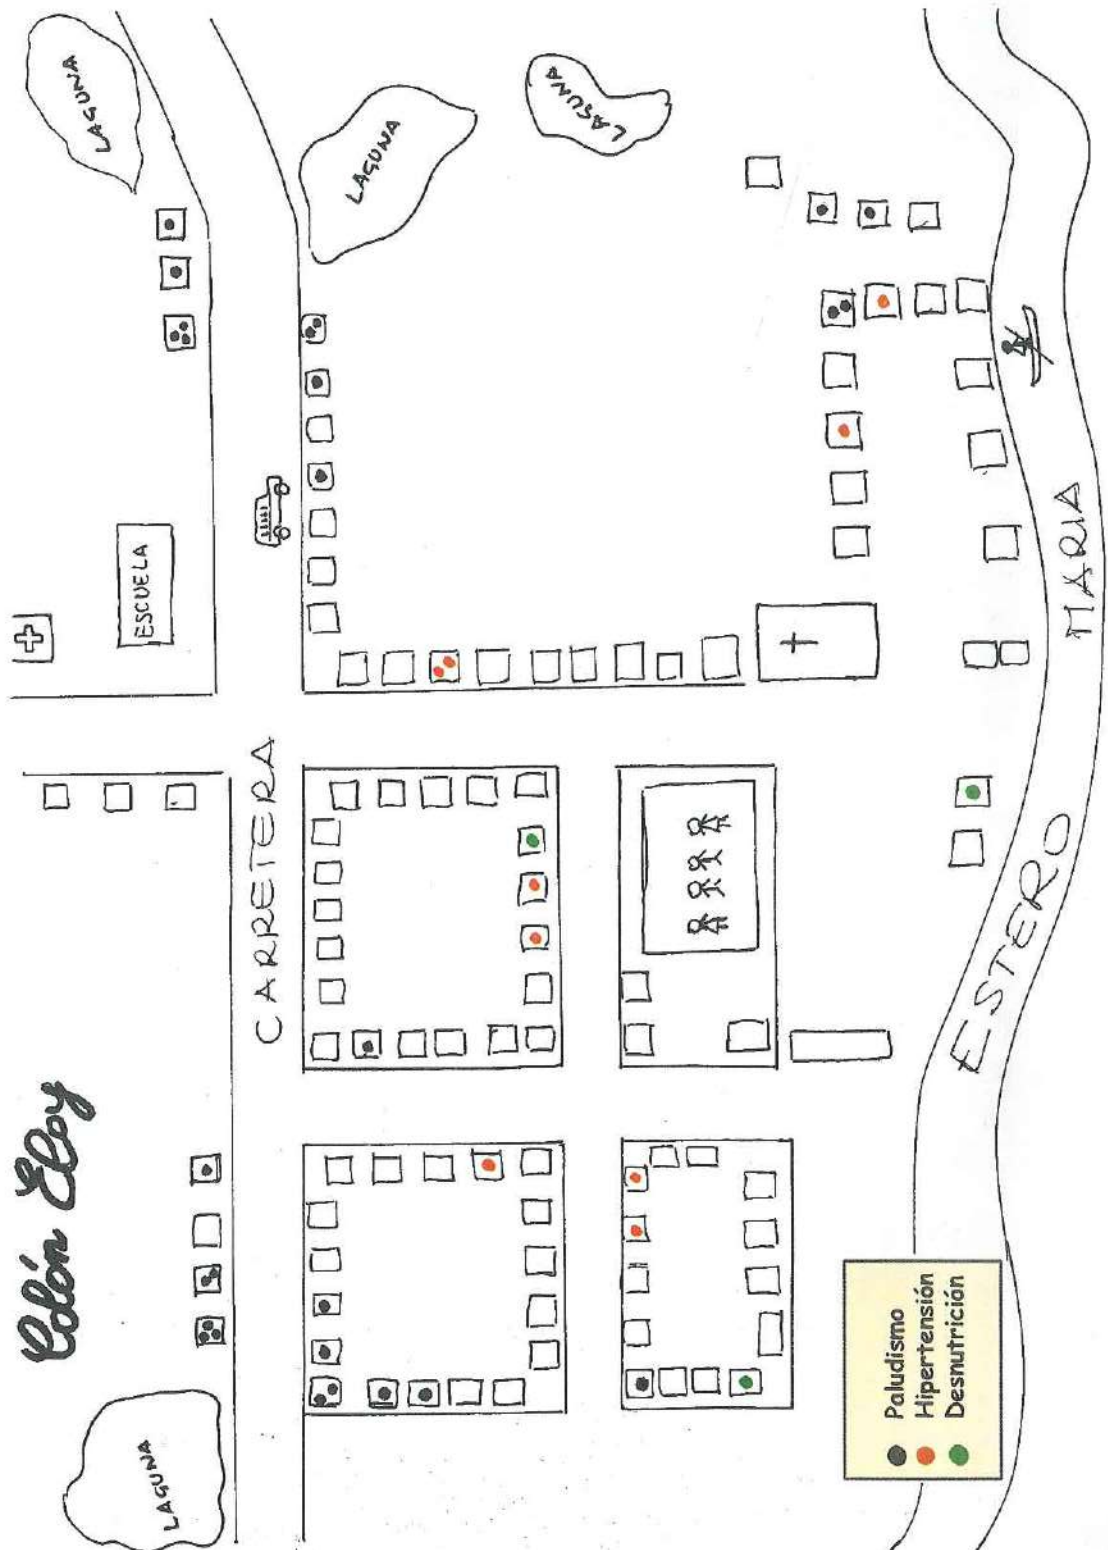 Colón Eloy
LAGUNA
ESCUELA
LAGUNA
CARRETERA
LAGUNA
LAGUNA
Paludismo
Hipertensión
Desnutrición
ESTERO MARIA